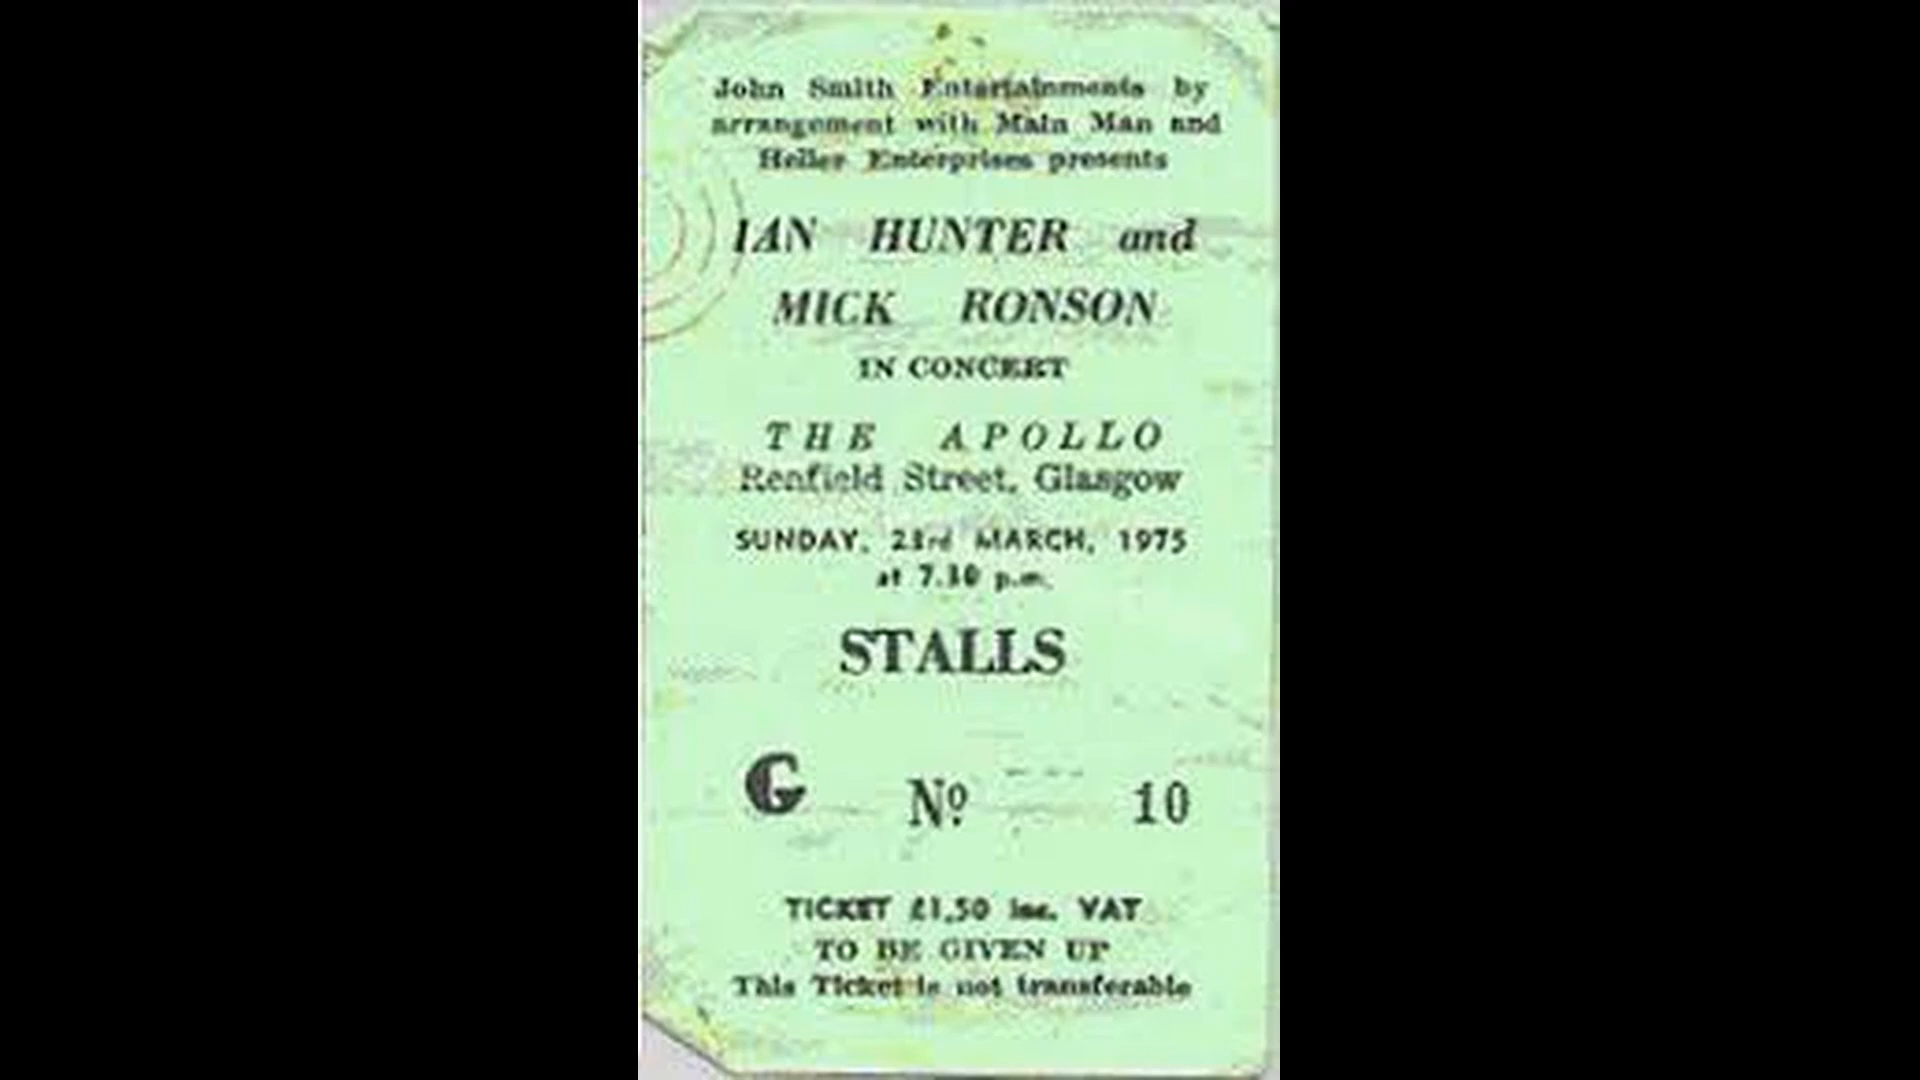 John Smith Entertainments by
arrangement with Main Man and
Heller Enterprises presents
IAN HUNTER and
MICK RONSON
IN CONCERT
THE APOLLO
Renfield Street, Glasgow
SUNDAY, 23rd MARCH, 1975
at 7.30 p.m.
STALLS
G Nº 10
TICKET £1.50 inc. VAT
TO BE GIVEN UP
This Ticket is not transferable